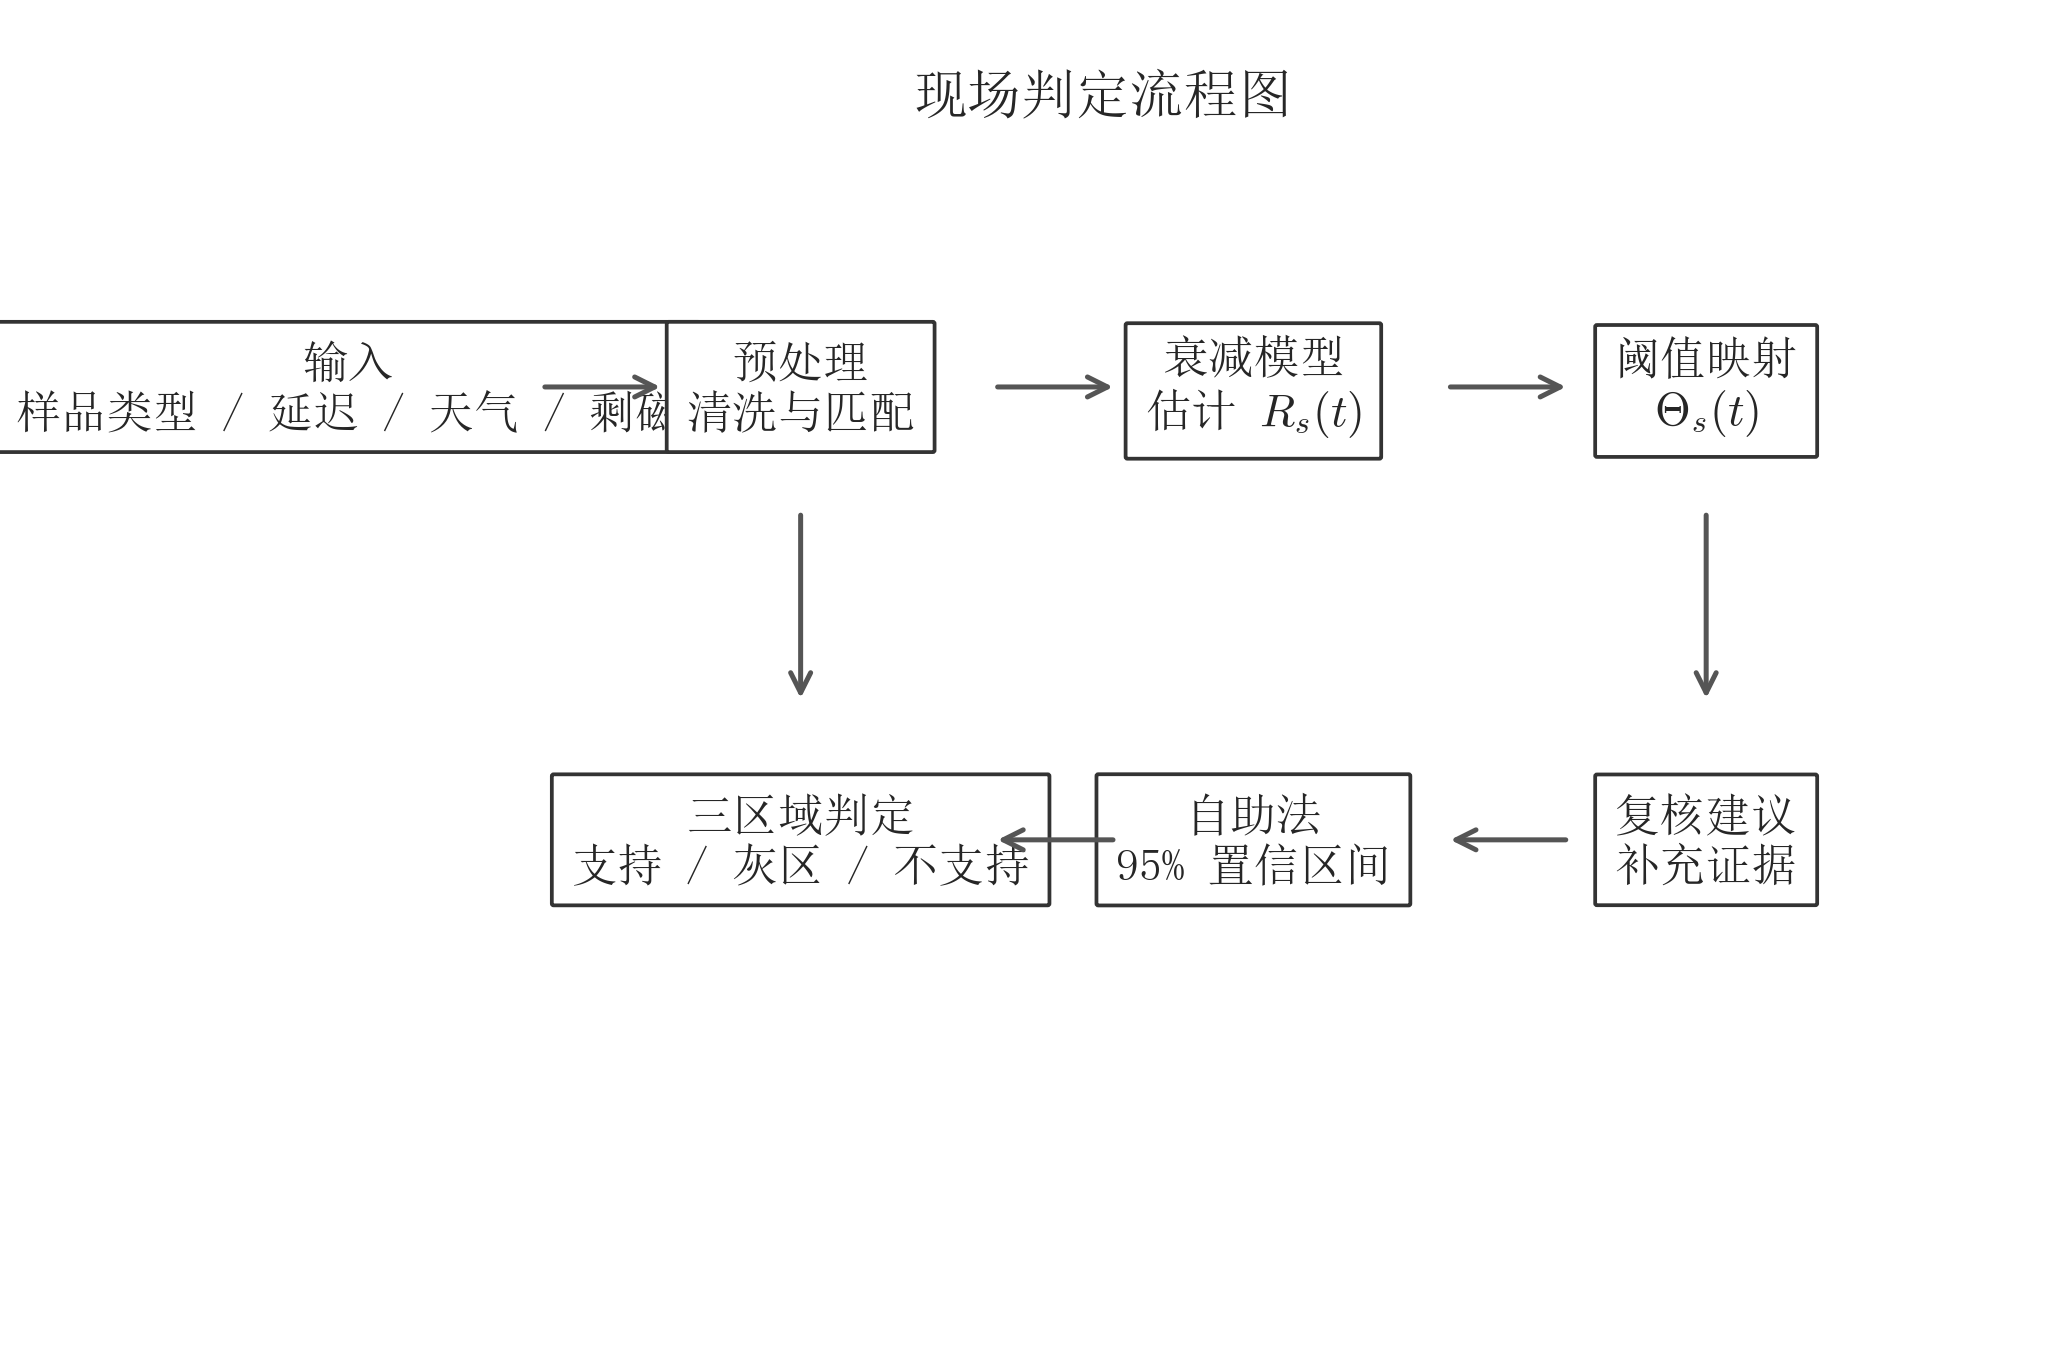 现场判定流程图
输入
样品类型 / 延迟 / 天气 / 剩磁
预处理
清洗与匹配
衰减模型
估计 Rₛ(t)
阈值映射
Θₛ(t)
三区域判定
支持 / 灰区 / 不支持
自助法
95% 置信区间
复核建议
补充证据